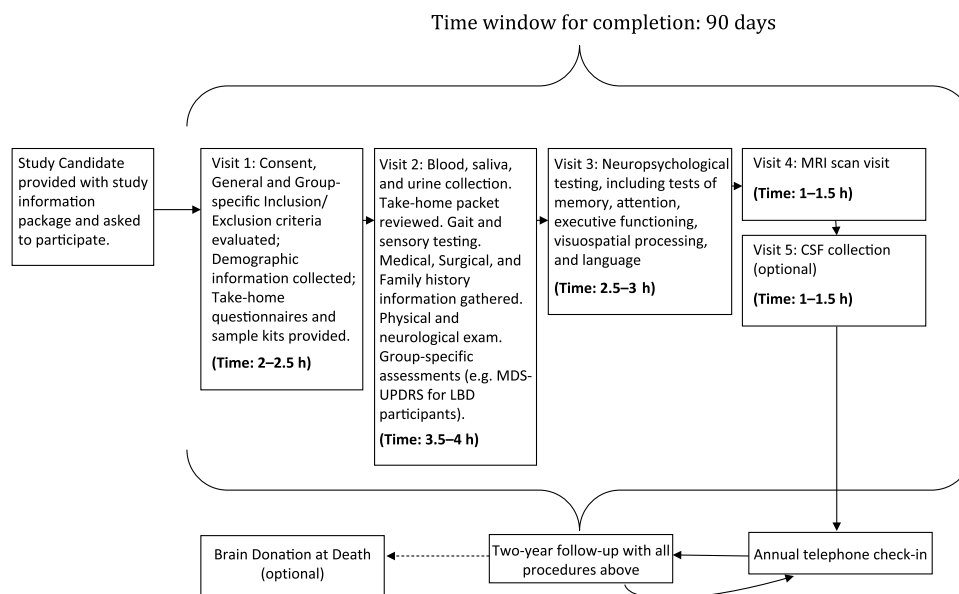 Time window for completion: 90 days
Study Candidate
provided with study
information
package and asked
to participate.
Visit 1: Consent,
General and Group-
specific Inclusion/
Exclusion criteria
evaluated;
Demographic
information collected;
Take-home
questionnaires and
sample kits provided.
(Time: 2–2.5 h)
Visit 2: Blood, saliva,
and urine collection.
Take-home packet
reviewed. Gait and
sensory testing.
Medical, Surgical, and
Family history
information gathered.
Physical and
neurological exam.
Group-specific
assessments (e.g. MDS-
UPDRS for LBD
participants).
(Time: 3.5–4 h)
Visit 3: Neuropsychological
testing, including tests of
memory, attention,
executive functioning,
visuospatial processing,
and language
(Time: 2.5–3 h)
Visit 4: MRI scan visit
(Time: 1–1.5 h)
Visit 5: CSF collection
(optional)
(Time: 1–1.5 h)
Brain Donation at Death
(optional)
Two-year follow-up with all
procedures above
Annual telephone check-in